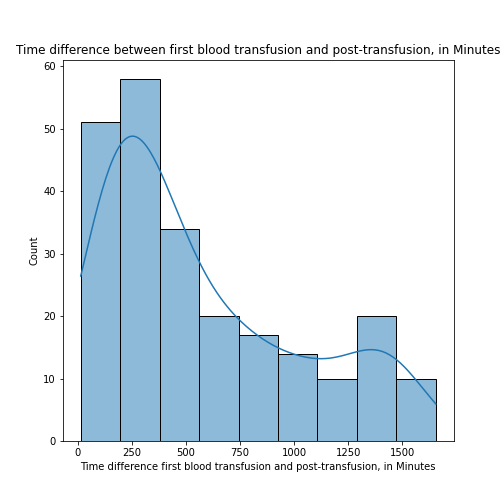 Time difference between first blood transfusion and post-transfusion, in Minutes
60
50
40
30
20
10
0
Count
0 250 500 750 1000 1250 1500
Time difference first blood transfusion and post-transfusion, in Minutes